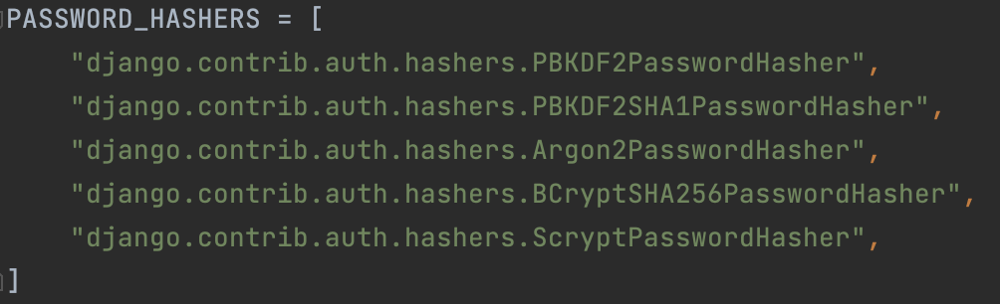 PASSWORD_HASHERS = [
    "django.contrib.auth.hashers.PBKDF2PasswordHasher",
    "django.contrib.auth.hashers.PBKDF2SHA1PasswordHasher",
    "django.contrib.auth.hashers.Argon2PasswordHasher",
    "django.contrib.auth.hashers.BCryptSHA256PasswordHasher",
    "django.contrib.auth.hashers.ScryptPasswordHasher",
]